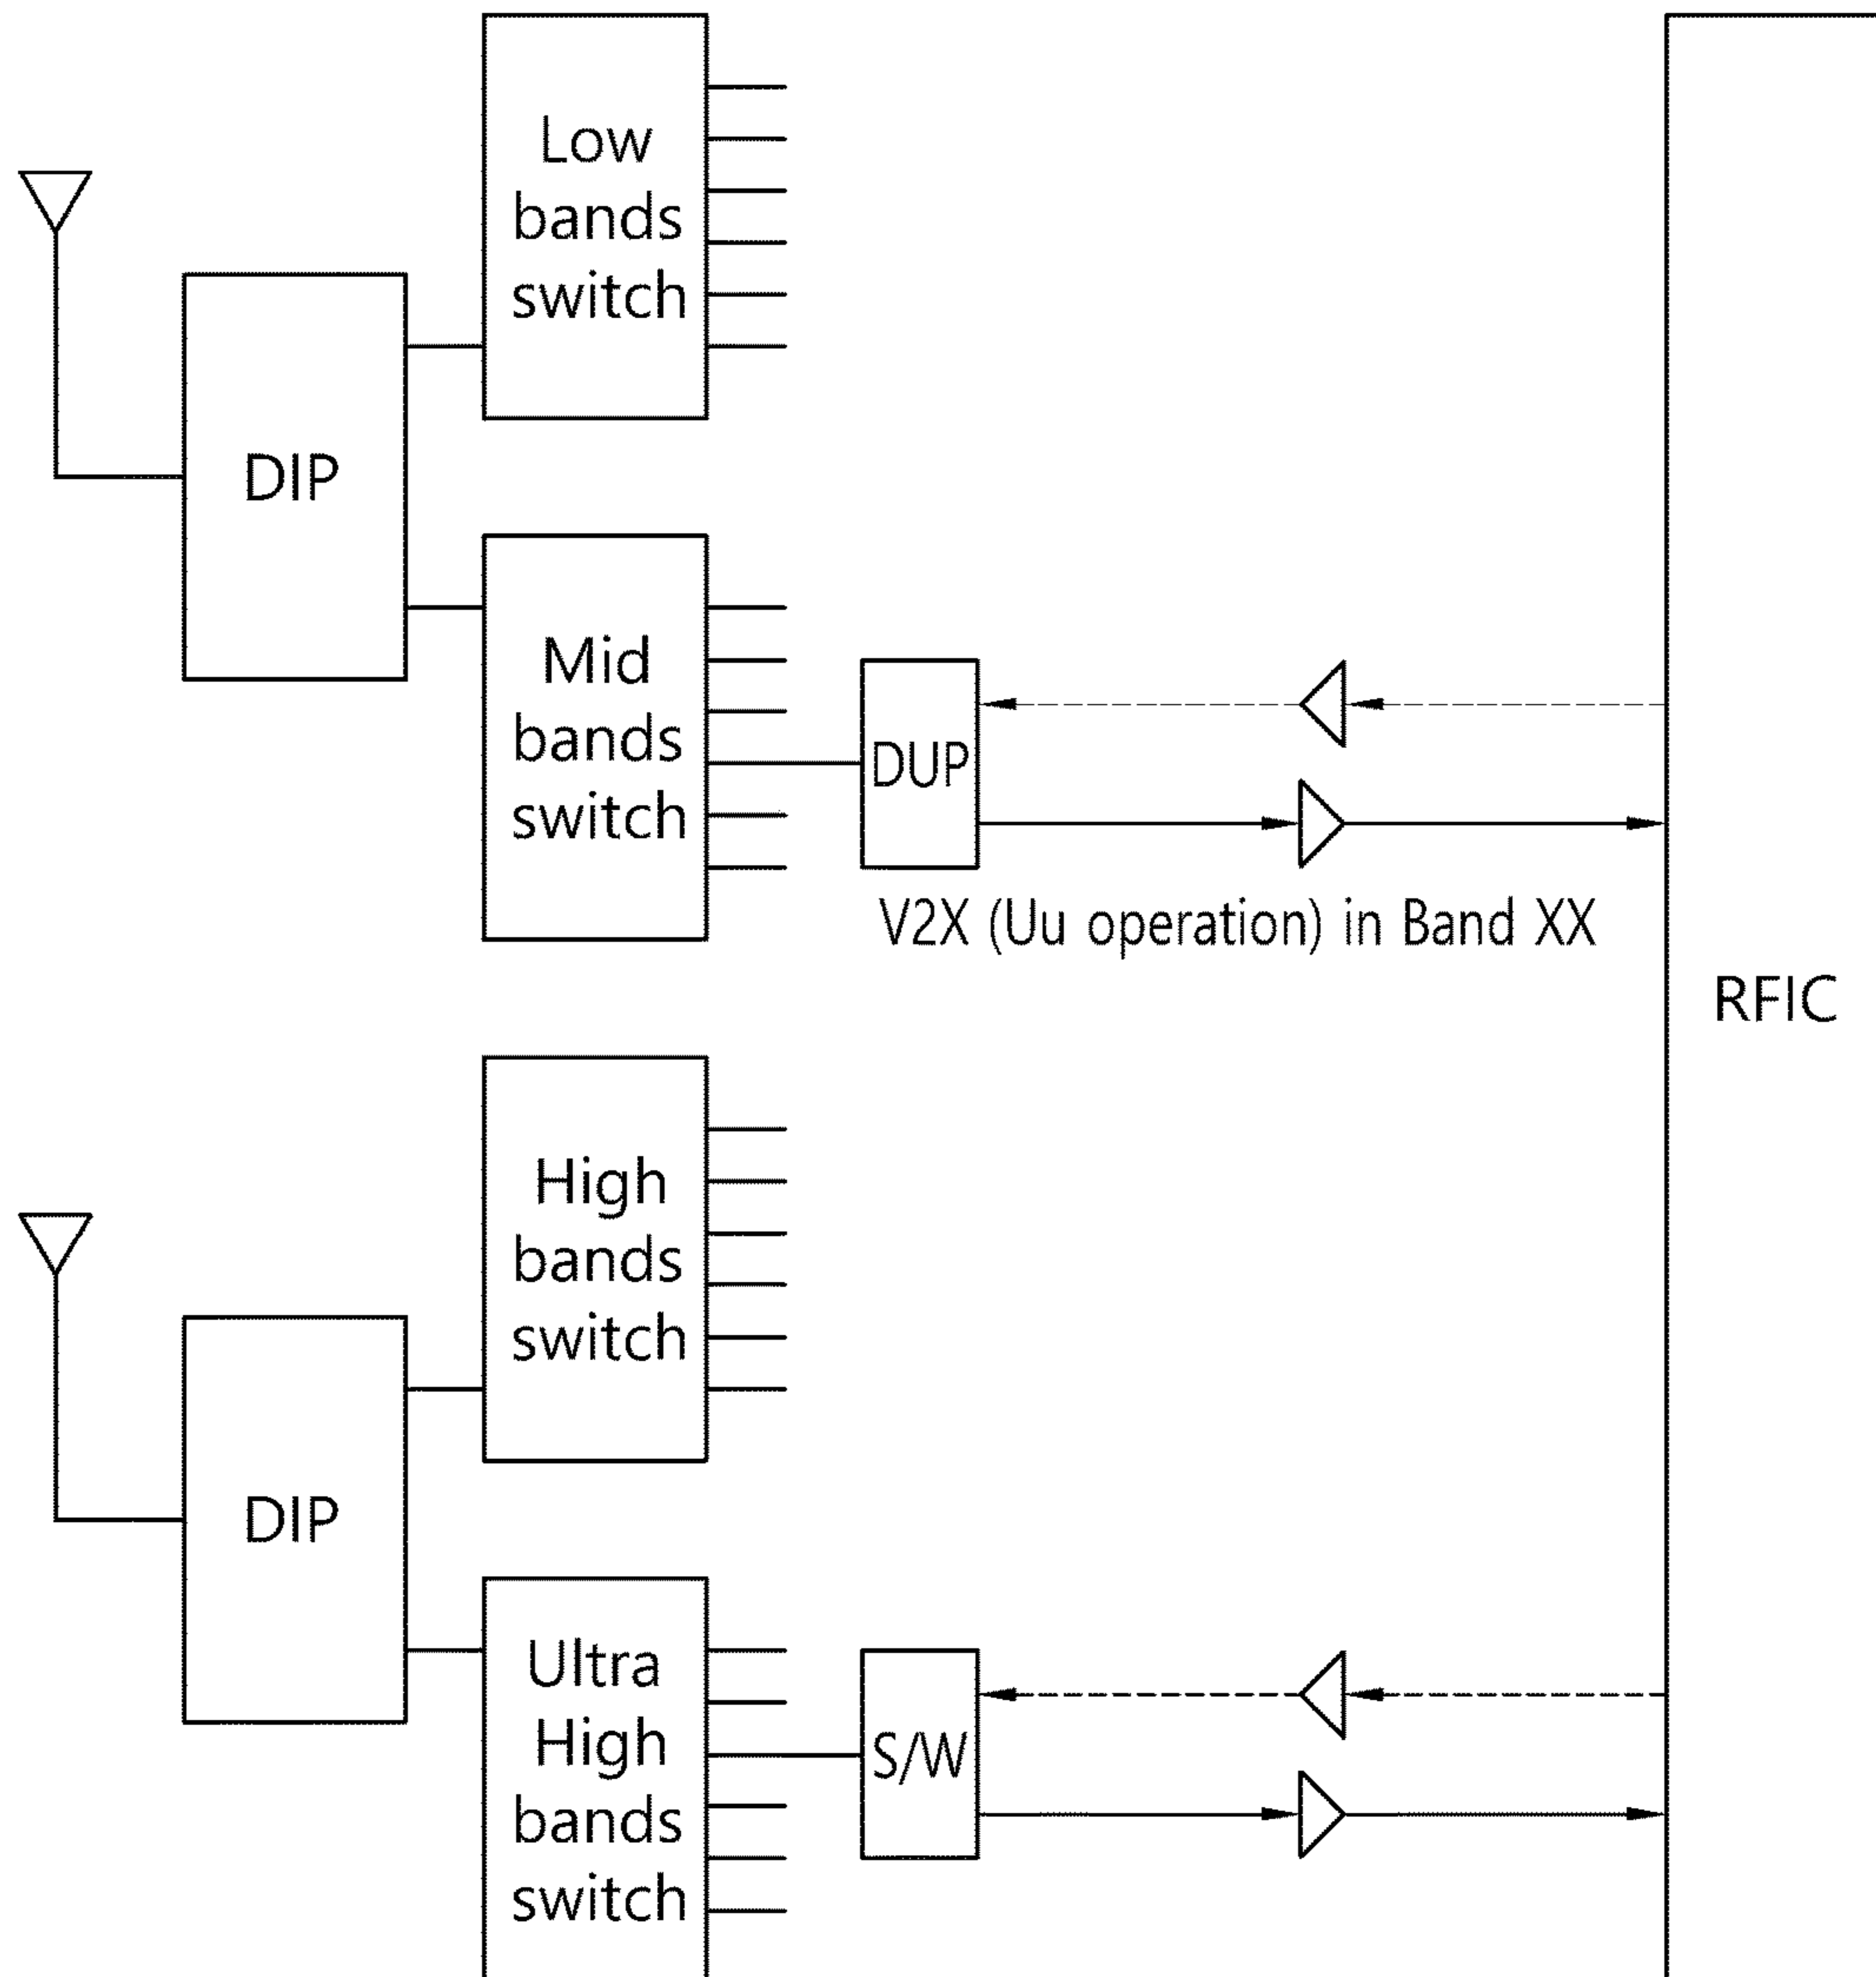 Low
bands
switch
DIP
Mid
bands
switch
DUP
V2X (Uu operation) in Band XX
RFIC
High
bands
switch
DIP
Ultra
High
bands
switch
S/W